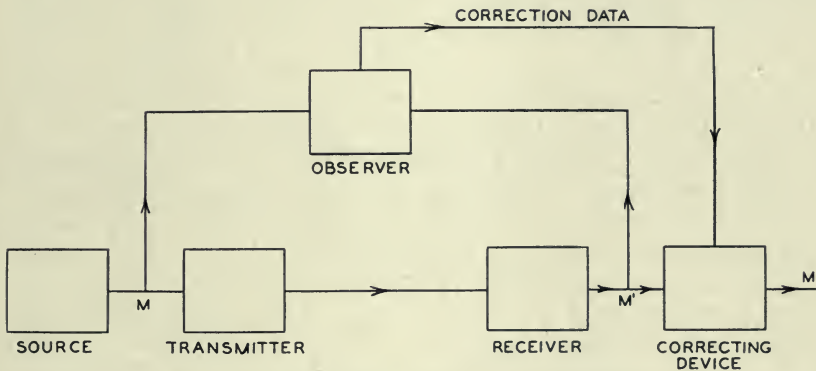 CORRECTION DATA
OBSERVER
M
M'
M
SOURCE
TRANSMITTER
RECEIVER
CORRECTING
DEVICE